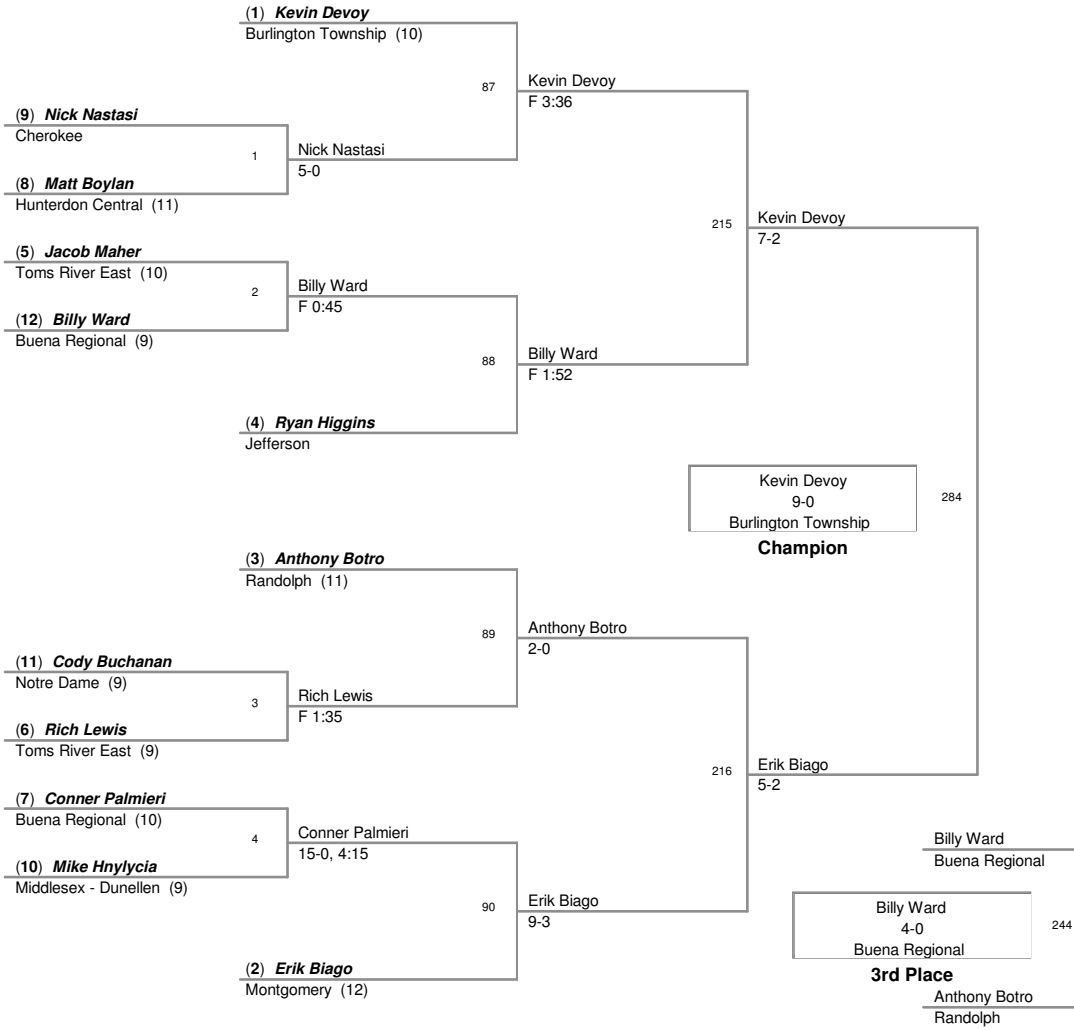 (1) Kevin Devoy
Burlington Township (10)
87
Kevin Devoy
F 3:36
(9) Nick Nastasi
Cherokee
1
Nick Nastasi
5-0
(8) Matt Boylan
Hunterdon Central (11)
215
Kevin Devoy
7-2
(5) Jacob Maher
Toms River East (10)
2
Billy Ward
F 0:45
(12) Billy Ward
Buena Regional (9)
88
Billy Ward
F 1:52
(4) Ryan Higgins
Jefferson
Kevin Devoy
9-0
Burlington Township
284
Champion
(3) Anthony Botro
Randolph (11)
89
Anthony Botro
2-0
(11) Cody Buchanan
Notre Dame (9)
3
Rich Lewis
F 1:35
(6) Rich Lewis
Toms River East (9)
216
Erik Biago
5-2
(7) Conner Palmieri
Buena Regional (10)
4
Conner Palmieri
15-0, 4:15
(10) Mike Hnylycia
Middlesex - Dunellen (9)
90
Erik Biago
9-3
(2) Erik Biago
Montgomery (12)
Billy Ward
Buena Regional
Billy Ward
4-0
Buena Regional
244
3rd Place
Anthony Botro
Randolph